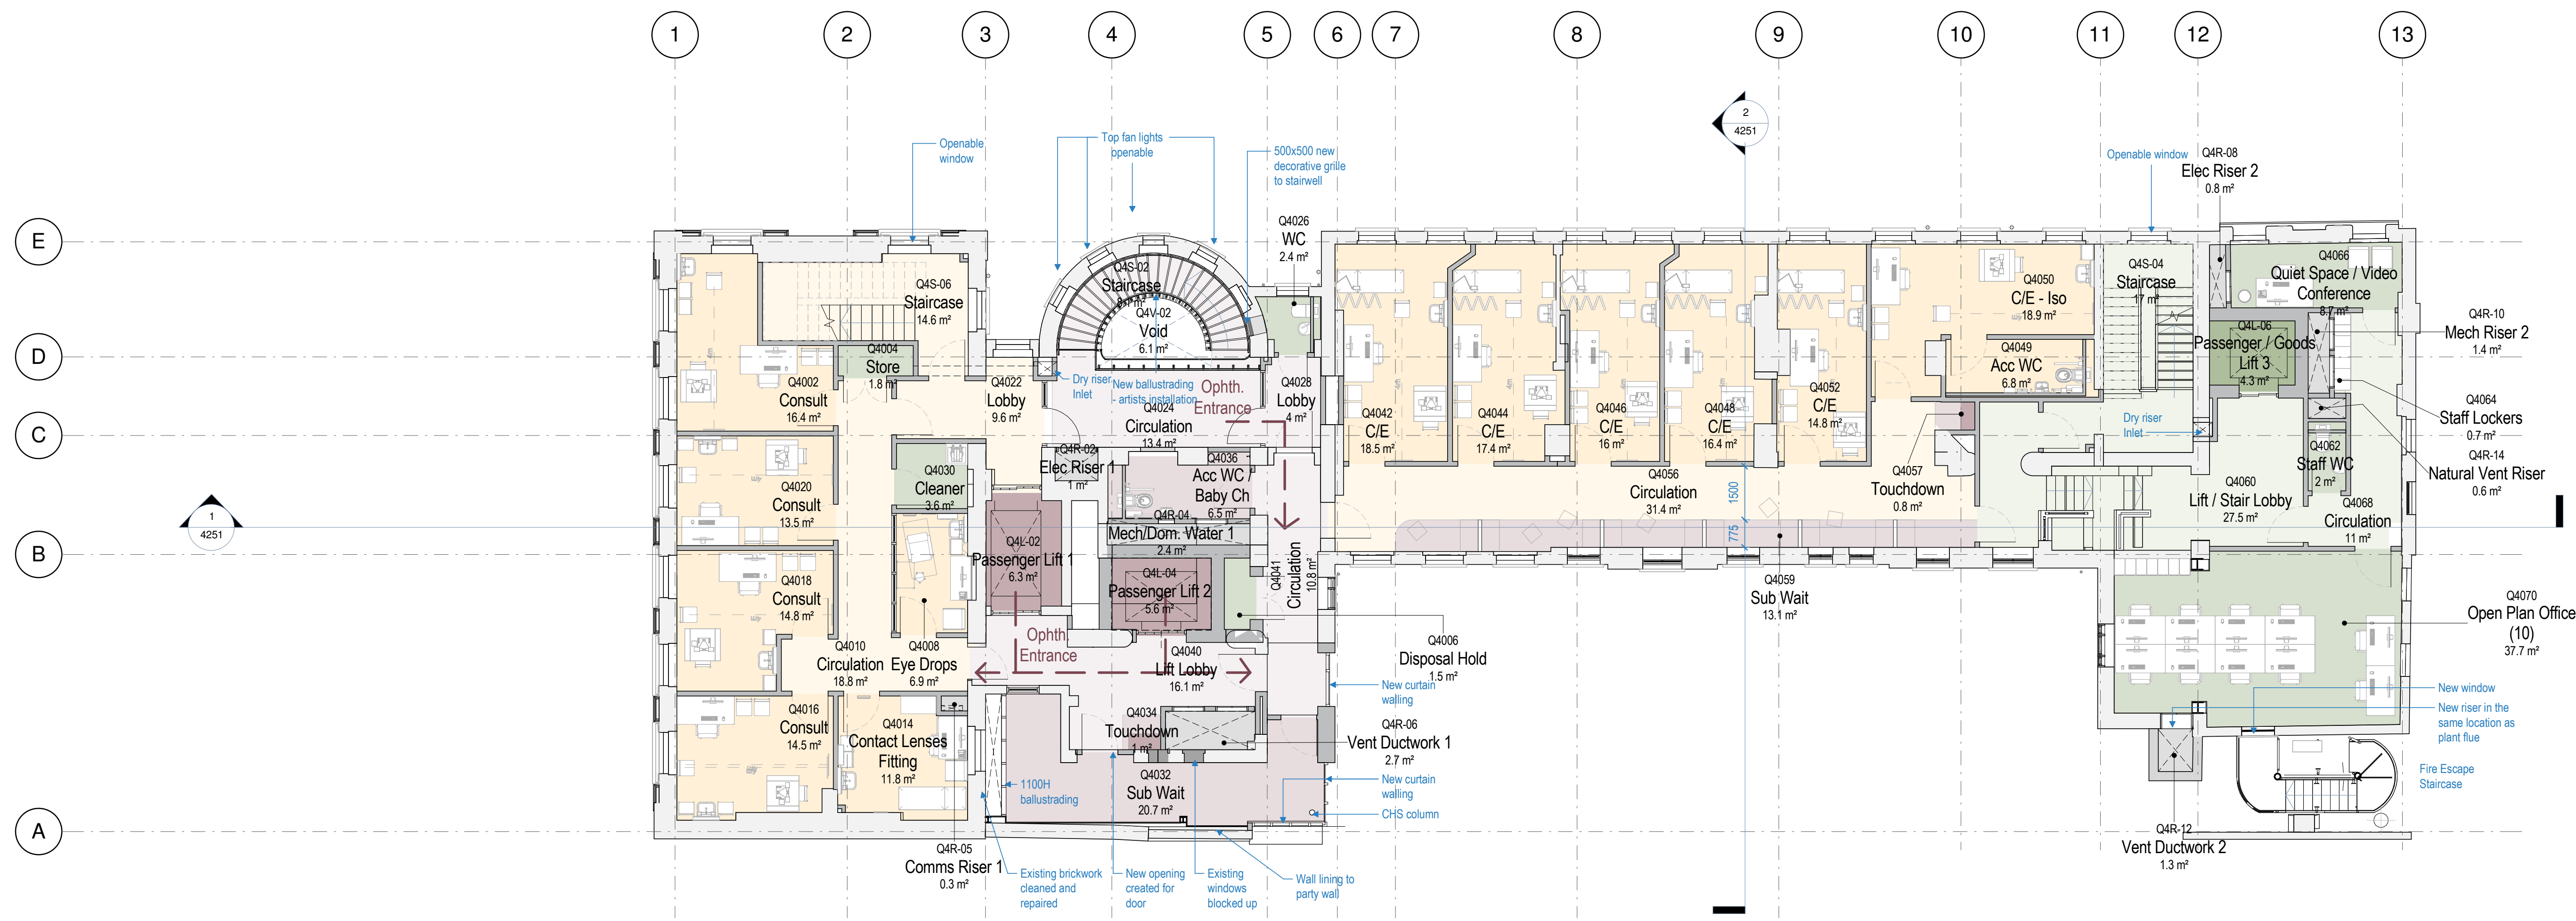 1
2
3
4
5
6
7
8
9
10
11
12
13
E
D
C
B
A
2
4251
1
4251
Openable
window
Top fan lights
openable
500x500 new
decorative grille
to stairwell
Openable window
Q4R-08
Elec Riser 2
0.8 m²
Q4026
WC
2.4 m²
Q4S-06
Staircase
14.6 m²
Q4S-02
Staircase
Q4V-02
Void
6.1 m²
Q4004
Store
1.8 m²
Q4002
Consult
16.4 m²
Q4022
Lobby
9.6 m²
Dry riser
Inlet
New ballustrading
- artists installation
Ophth.
Entrance
Q4024
Circulation
13.4 m²
Q4028
Lobby
4 m²
Q4042
C/E
18.5 m²
Q4044
C/E
17.4 m²
Q4046
C/E
16 m²
Q4048
C/E
16.4 m²
Q4052
C/E
14.8 m²
Q4050
C/E - Iso
18.9 m²
Q4049
Acc WC
6.8 m²
Q4S-04
Staircase
17 m²
Q4066
Quiet Space / Video
Conference
8.7 m²
Q4L-06
Passenger / Goods
Lift 3
4.3 m²
Q4R-10
Mech Riser 2
1.4 m²
Q4064
Staff Lockers
0.7 m²
Q4R-14
Natural Vent Riser
0.6 m²
Dry riser
Inlet
Q4062
Staff WC
2 m²
Q4060
Lift / Stair Lobby
27.5 m²
Q4068
Circulation
11 m²
Q4057
Touchdown
0.8 m²
Q4056
Circulation
31.4 m²
1500
775
Q4059
Sub Wait
13.1 m²
Q4020
Consult
13.5 m²
Q4030
Cleaner
3.6 m²
Q4R-02
Elec Riser 1
1 m²
Q4036
Acc WC /
Baby Ch
6.5 m²
Q4R-04
Mech/Dom. Water 1
2.4 m²
Q4L-02
Passenger Lift 1
6.3 m²
Q4L-04
Passenger Lift 2
5.6 m²
Q4041
Circulation
10.8 m²
Q4018
Consult
14.8 m²
Q4010
Circulation
18.8 m²
Q4008
Eye Drops
6.9 m²
Ophth.
Entrance
Q4040
Lift Lobby
16.1 m²
Q4006
Disposal Hold
1.5 m²
New curtain
walling
Q4R-06
Vent Ductwork 1
2.7 m²
Q4016
Consult
14.5 m²
Q4014
Contact Lenses
Fitting
11.8 m²
Q4034
Touchdown
1 m²
Q4032
Sub Wait
20.7 m²
1100H
ballustrading
New curtain
walling
CHS column
Q4R-05
Comms Riser 1
0.3 m²
Existing brickwork
cleaned and
repaired
New opening
created for
door
Existing
windows
blocked up
Wall lining to
party wall
Q4070
Open Plan Office
(10)
37.7 m²
New window
New riser in the
same location as
plant flue
Fire Escape
Staircase
Q4R-12
Vent Ductwork 2
1.3 m²